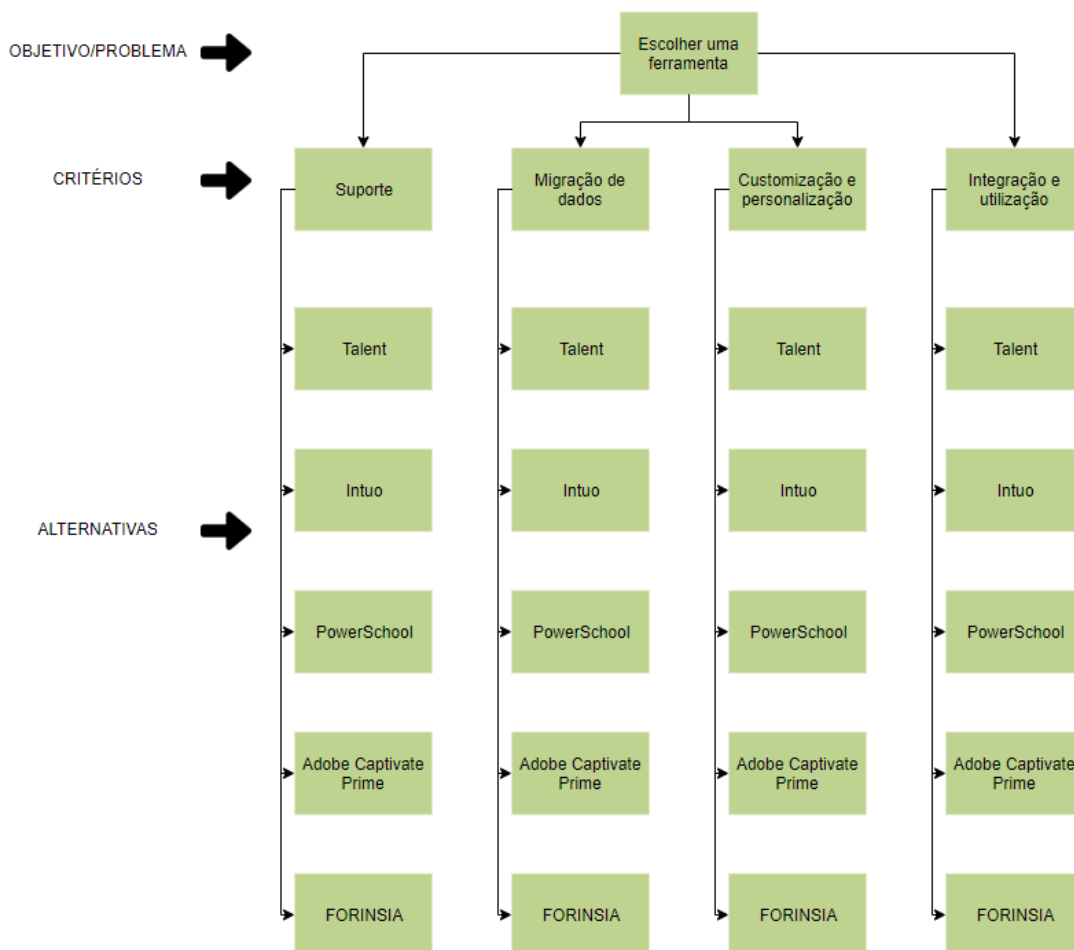 OBJETIVO/PROBLEMA
Escolher uma
ferramenta
CRITÉRIOS
Suporte
Migração de
dados
Customização e
personalização
Integração e
utilização
Talent
Talent
Talent
Talent
Intuo
Intuo
Intuo
Intuo
ALTERNATIVAS
PowerSchool
PowerSchool
PowerSchool
PowerSchool
Adobe Captivate
Prime
Adobe Captivate
Prime
Adobe Captivate
Prime
Adobe Captivate
Prime
FORINSIA
FORINSIA
FORINSIA
FORINSIA